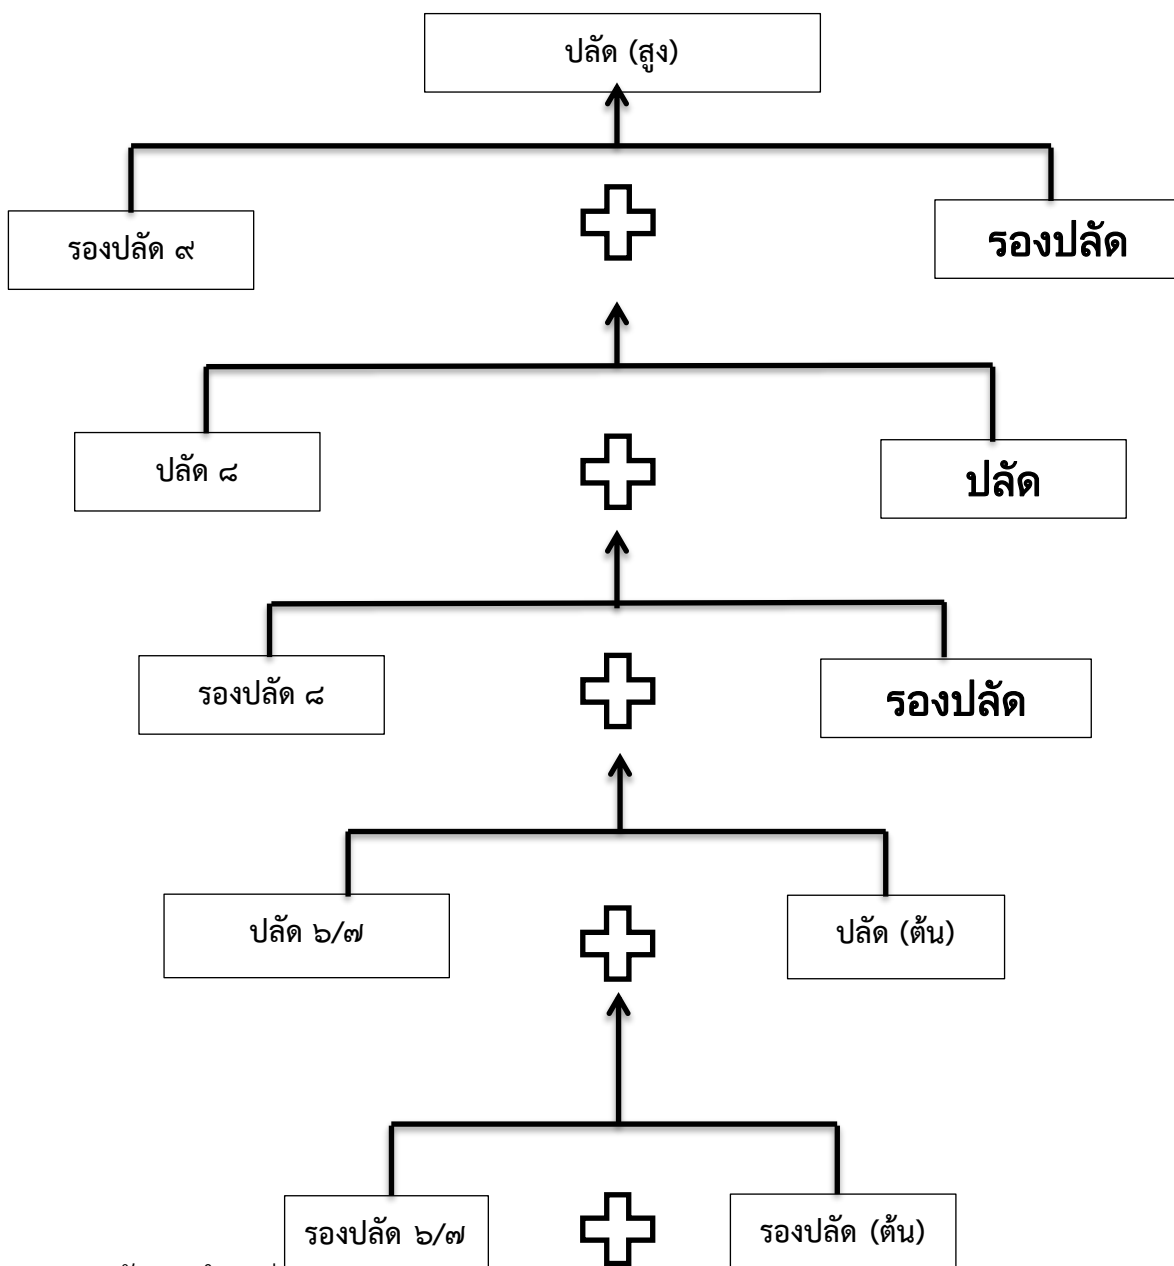 ปลัด (สูง)
รองปลัด ๙
รองปลัด
ปลัด ๘
ปลัด
รองปลัด ๘
รองปลัด
ปลัด ๖/๗
ปลัด (ต้น)
รองปลัด ๖/๗
รองปลัด (ต้น)